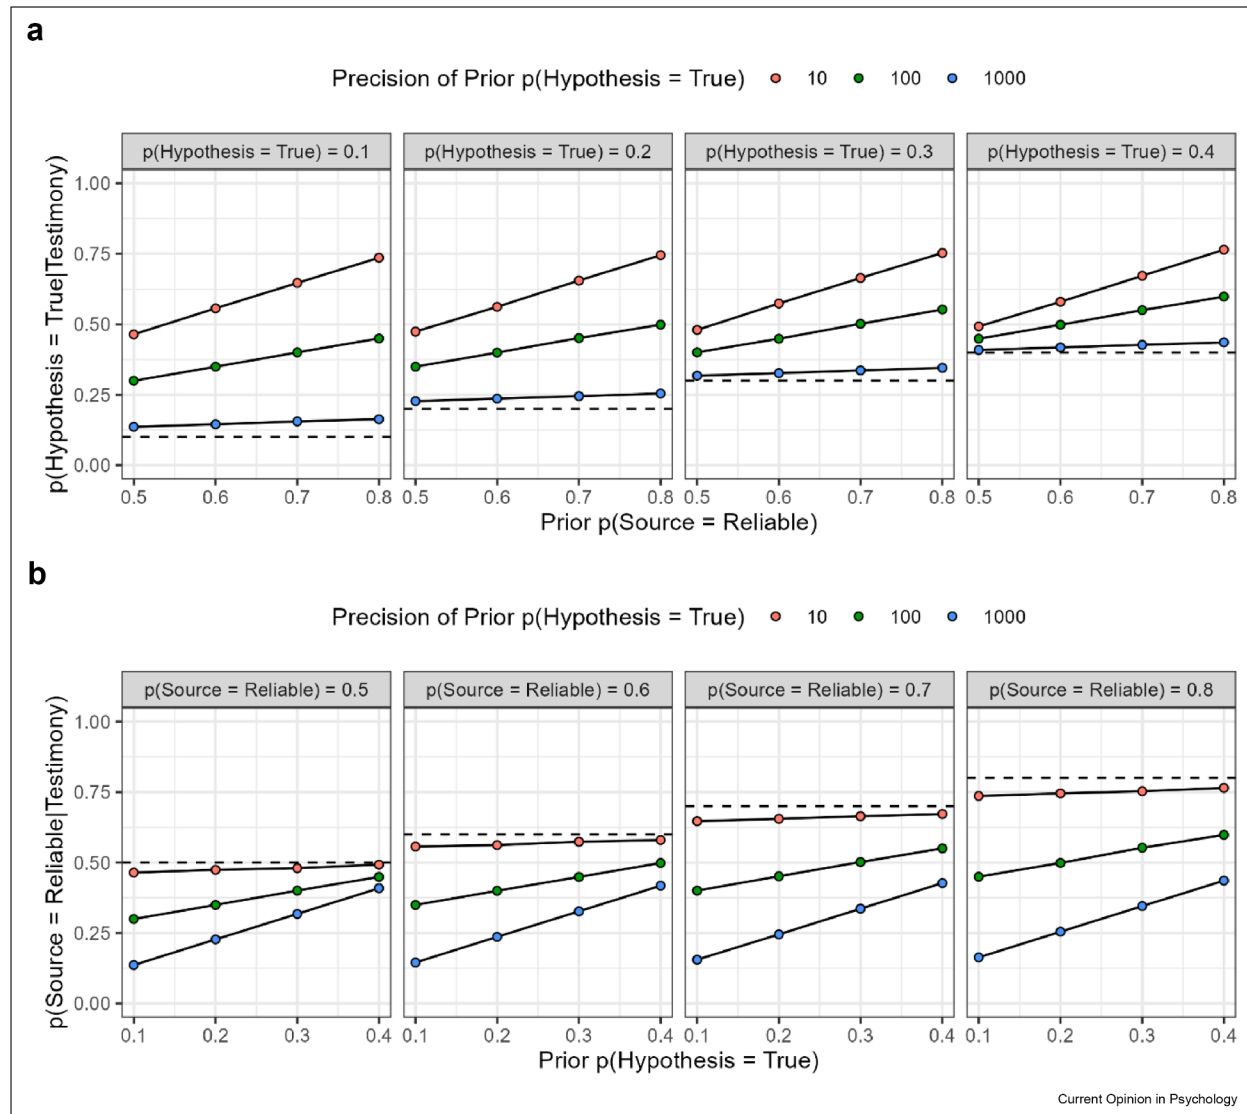 a
Precision of Prior p(Hypothesis = True) 10 100 1000
p(Hypothesis = True) = 0.1 p(Hypothesis = True) = 0.2 p(Hypothesis = True) = 0.3 p(Hypothesis = True) = 0.4
p(Hypothesis = True|Testimony)
1.00
0.75
0.50
0.25
0.00
0.5 0.6 0.7 0.8 0.5 0.6 0.7 0.8 0.5 0.6 0.7 0.8 0.5 0.6 0.7 0.8
Prior p(Source = Reliable)
b
Precision of Prior p(Hypothesis = True) 10 100 1000
p(Source = Reliable) = 0.5 p(Source = Reliable) = 0.6 p(Source = Reliable) = 0.7 p(Source = Reliable) = 0.8
p(Source = Reliable|Testimony)
1.00
0.75
0.50
0.25
0.00
0.1 0.2 0.3 0.4 0.1 0.2 0.3 0.4 0.1 0.2 0.3 0.4 0.1 0.2 0.3 0.4
Prior p(Hypothesis = True)
Current Opinion in Psychology